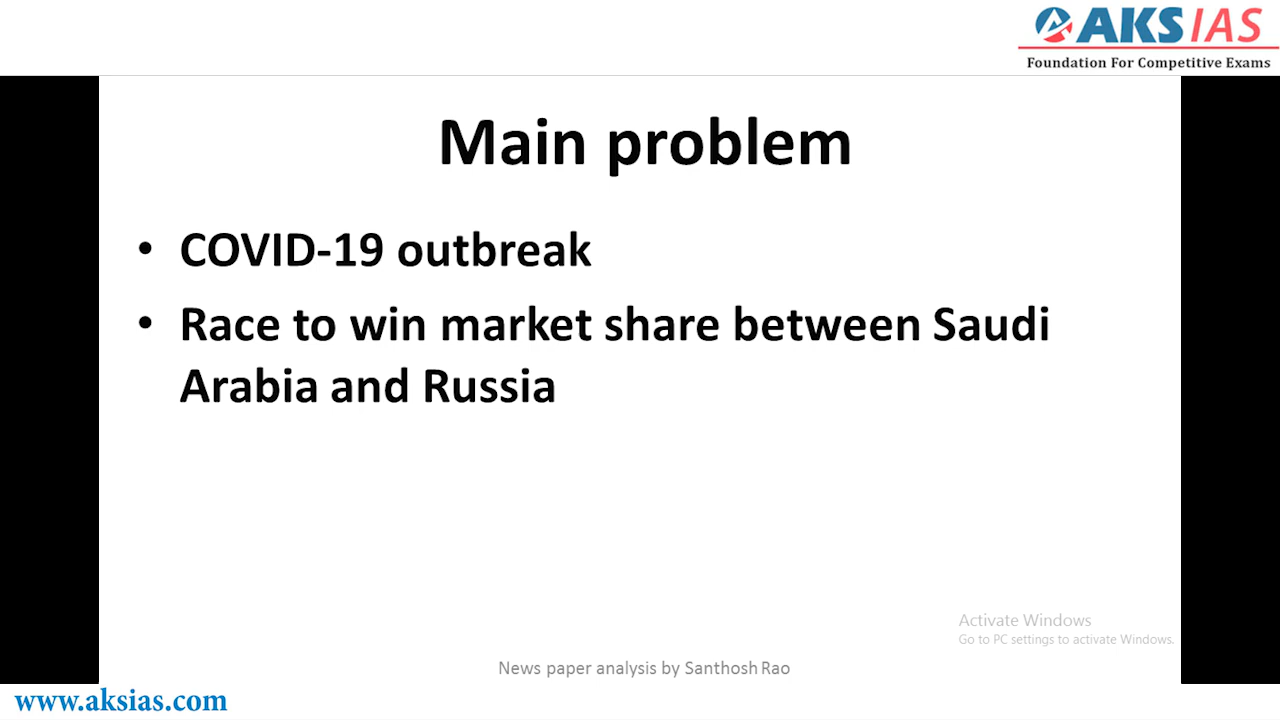 AKS IAS
Foundation For Competitive Exams
Main problem
• COVID-19 outbreak
• Race to win market share between Saudi
Arabia and Russia
Activate Windows
Go to PC settings to activate Windows.
News paper analysis by Santhosh Rao
www.aksias.com